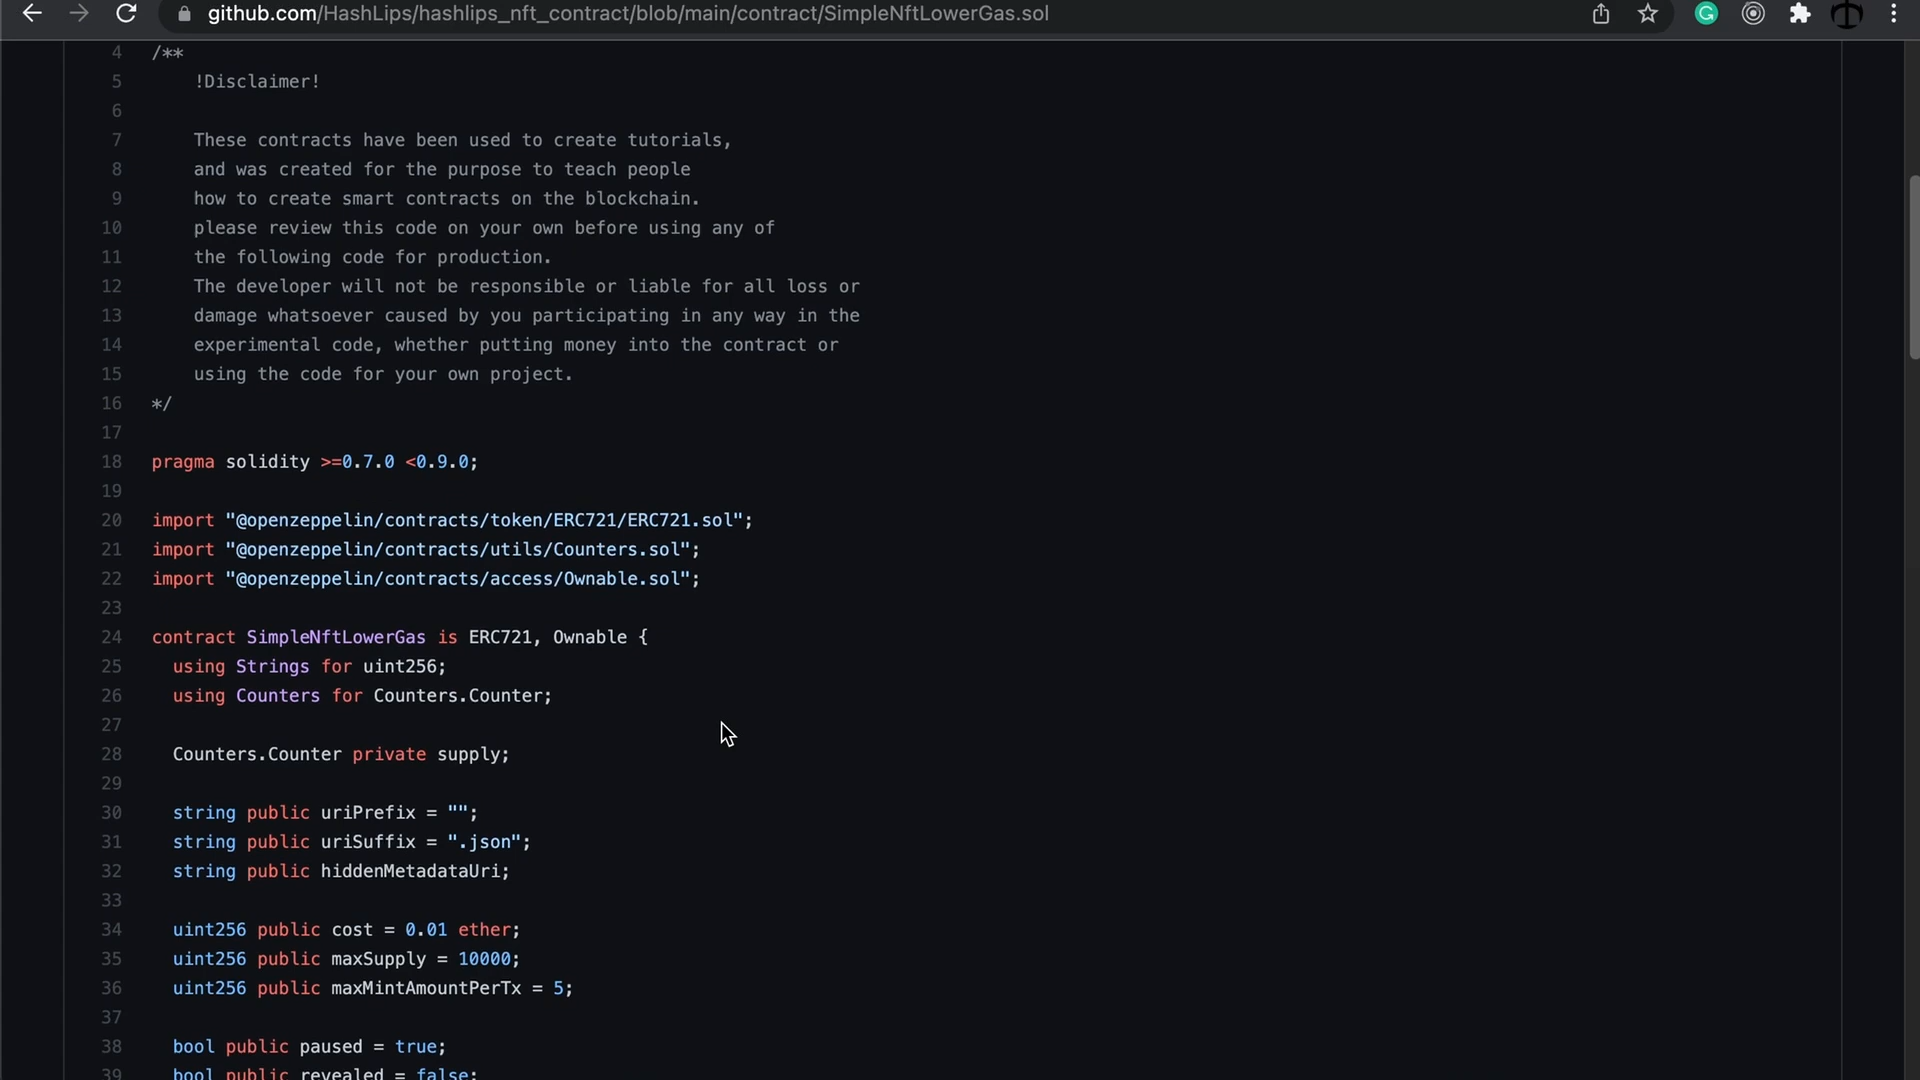 github.com/HashLips/hashlips_nft_contract/blob/main/contract/SimpleNftLowerGas.sol
4 /**
5 !Disclaimer!
6
7 These contracts have been used to create tutorials,
8 and was created for the purpose to teach people
9 how to create smart contracts on the blockchain.
10 please review this code on your own before using any of
11 the following code for production.
12 The developer will not be responsible or liable for all loss or
13 damage whatsoever caused by you participating in any way in the
14 experimental code, whether putting money into the contract or
15 using the code for your own project.
16 */
17
18 pragma solidity >=0.7.0 <0.9.0;
19
20 import "@openzeppelin/contracts/token/ERC721/ERC721.sol";
21 import "@openzeppelin/contracts/utils/Counters.sol";
22 import "@openzeppelin/contracts/access/Ownable.sol";
23
24 contract SimpleNftLowerGas is ERC721, Ownable {
25 using Strings for uint256;
26 using Counters for Counters.Counter;
27
28 Counters.Counter private supply;
29
30 string public uriPrefix = "";
31 string public uriSuffix = ".json";
32 string public hiddenMetadataUri;
33
34 uint256 public cost = 0.01 ether;
35 uint256 public maxSupply = 10000;
36 uint256 public maxMintAmountPerTx = 5;
37
38 bool public paused = true;
39 bool public revealed = false;